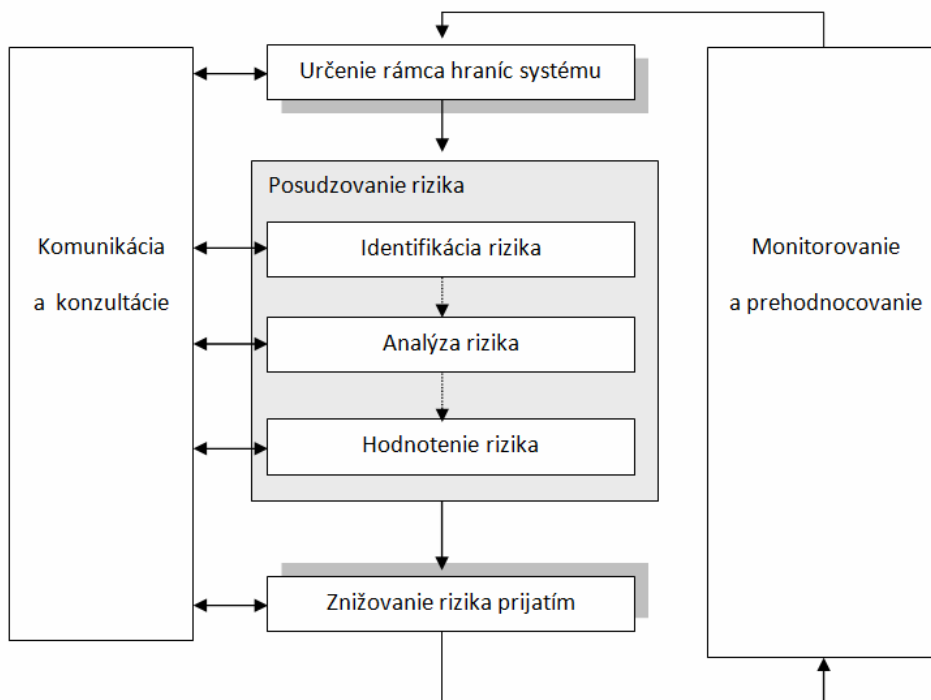 Určenie rámca hraníc systému
Posudzovanie rizika
Identifikácia rizika
Analýza rizika
Hodnotenie rizika
Znižovanie rizika prijatím
Komunikácia
a konzultácie
Monitorovanie
a prehodnocovanie